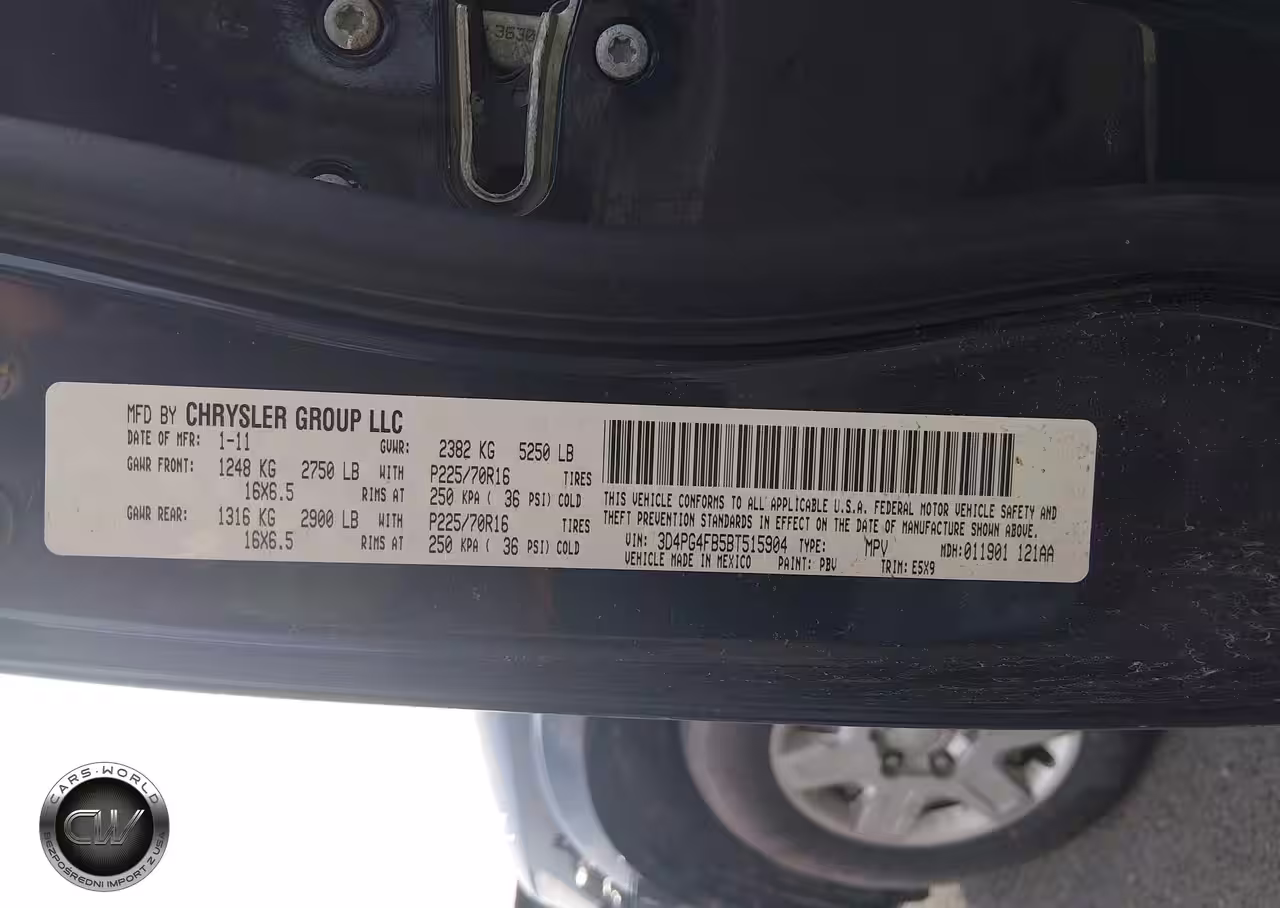 3630
MFD BY CHRYSLER GROUP LLC
DATE OF MFR: 1-11 GVWR: 2382 KG 5250 LB
GAWR FRONT: 1248 KG 2750 LB WITH P225/70R16 TIRES
16X6.5 RIMS AT 250 KPA ( 36 PSI) COLD
GAWR REAR: 1316 KG 2900 LB WITH P225/70R16 TIRES
16X6.5 RIMS AT 250 KPA ( 36 PSI) COLD
THIS VEHICLE CONFORMS TO ALL APPLICABLE U.S.A. FEDERAL MOTOR VEHICLE SAFETY AND
THEFT PREVENTION STANDARDS IN EFFECT ON THE DATE OF MANUFACTURE SHOWN ABOVE.
VIN: 3D4PG4FB5BT515904 TYPE: MPV MDH:011901 121AA
VEHICLE MADE IN MEXICO PAINT: PBV TRIM: E5X9
CARS·WORLD
CW
BEZPOŚREDNI IMPORT Z USA